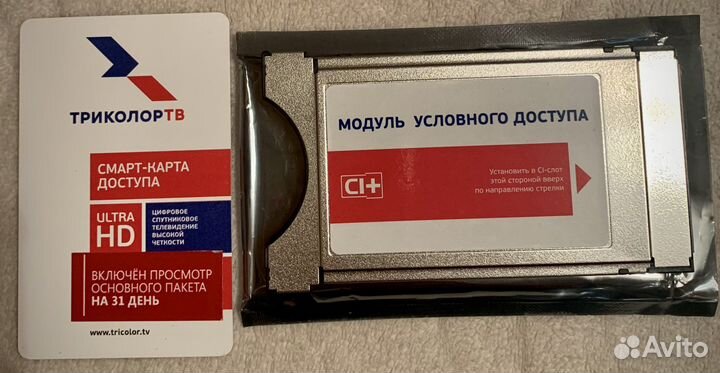 ТРИКОЛОРТВ
СМАРТ-КАРТА
ДОСТУПА
ULTRA
HD
ЦИФРОВОЕ
СПУТНИКОВОЕ
ТЕЛЕВИДЕНИЕ
ВЫСОКОЙ
ЧЕТКОСТИ
ВКЛЮЧЁН ПРОСМОТР
ОСНОВНОГО ПАКЕТА
НА 31 ДЕНЬ
www.tricolor.tv
МОДУЛЬ УСЛОВНОГО ДОСТУПА
CI+
Установить в CI-слот
этой стороной вверх
по направлению стрелки
Avito